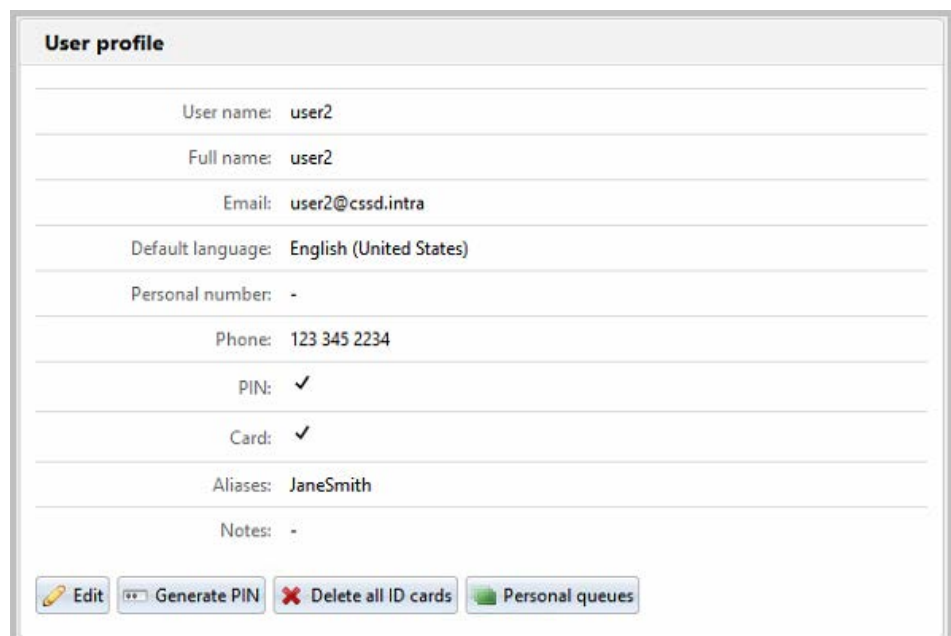 User profile
User name: user2
Full name: user2
Email: user2@cssd.intra
Default language: English (United States)
Personal number: -
Phone: 123 345 2234
PIN: ✓
Card: ✓
Aliases: JaneSmith
Notes: -
Edit Generate PIN Delete all ID cards Personal queues